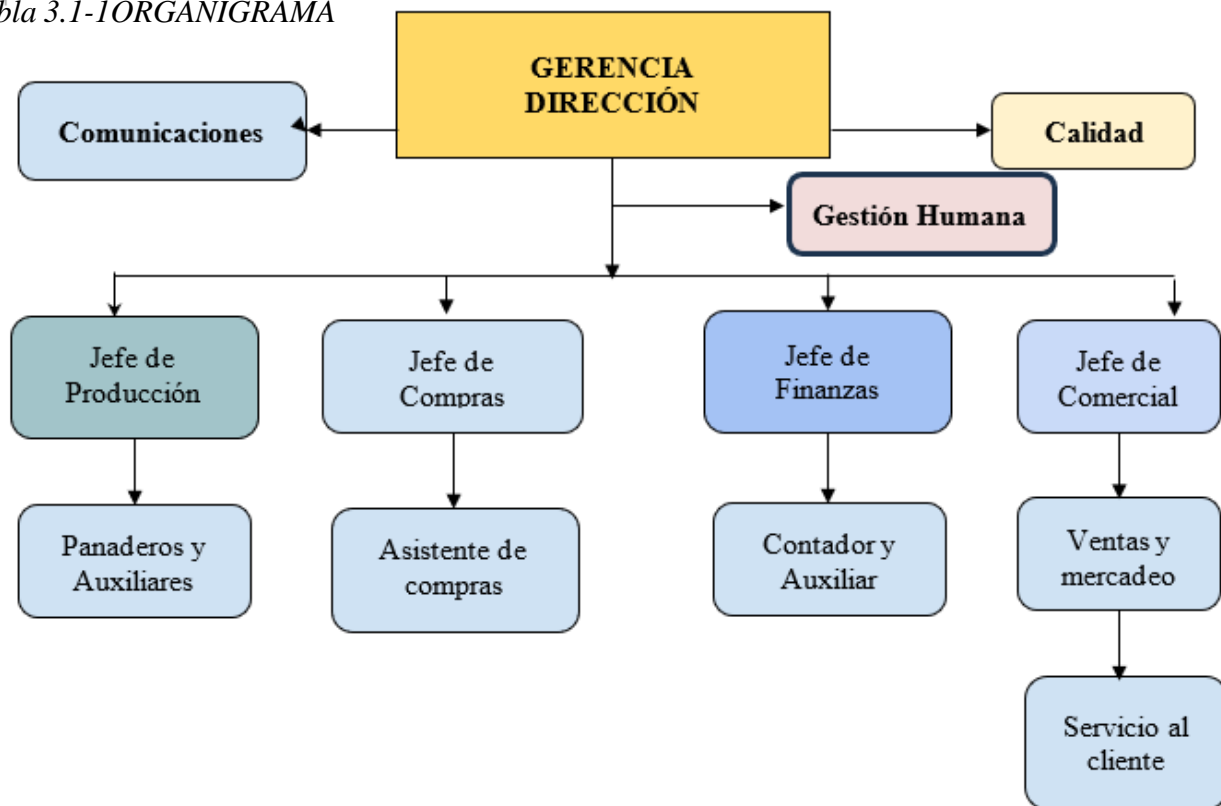 bla 3.1-1ORGANIGRAMA
GERENCIA
DIRECCIÓN
Comunicaciones
Calidad
Gestión Humana
Jefe de
Producción
Jefe de
Compras
Jefe de
Finanzas
Jefe de
Comercial
Panaderos y
Auxiliares
Asistente de
compras
Contador y
Auxiliar
Ventas y
mercadeo
Servicio al
cliente